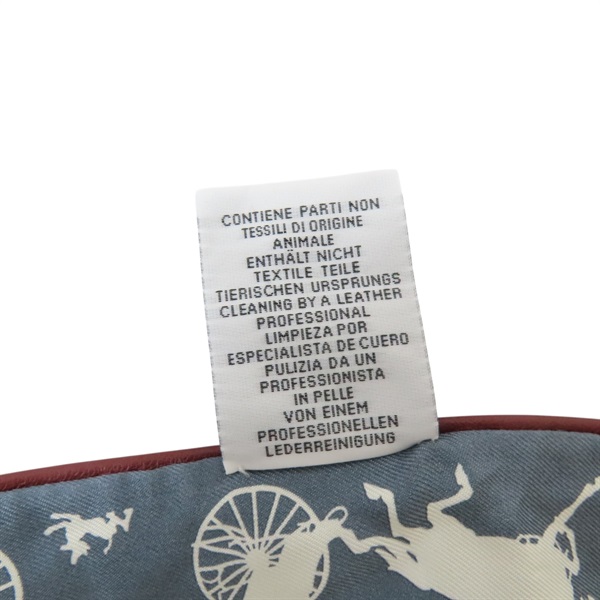 CONTIENE PARTI NON
TESSILI DI ORIGINE
ANIMALE
ENTHÄLT NICHT
TEXTILE TEILE
TIERISCHEN URSPRUNGS
CLEANING BY A LEATHER
PROFESSIONAL
LIMPIEZA POR
ESPECIALISTA DE CUERO
PULIZIA DA UN
PROFESSIONISTA
IN PELLE
VON EINEM
PROFESSIONELLEN
LEDERREINIGUNG